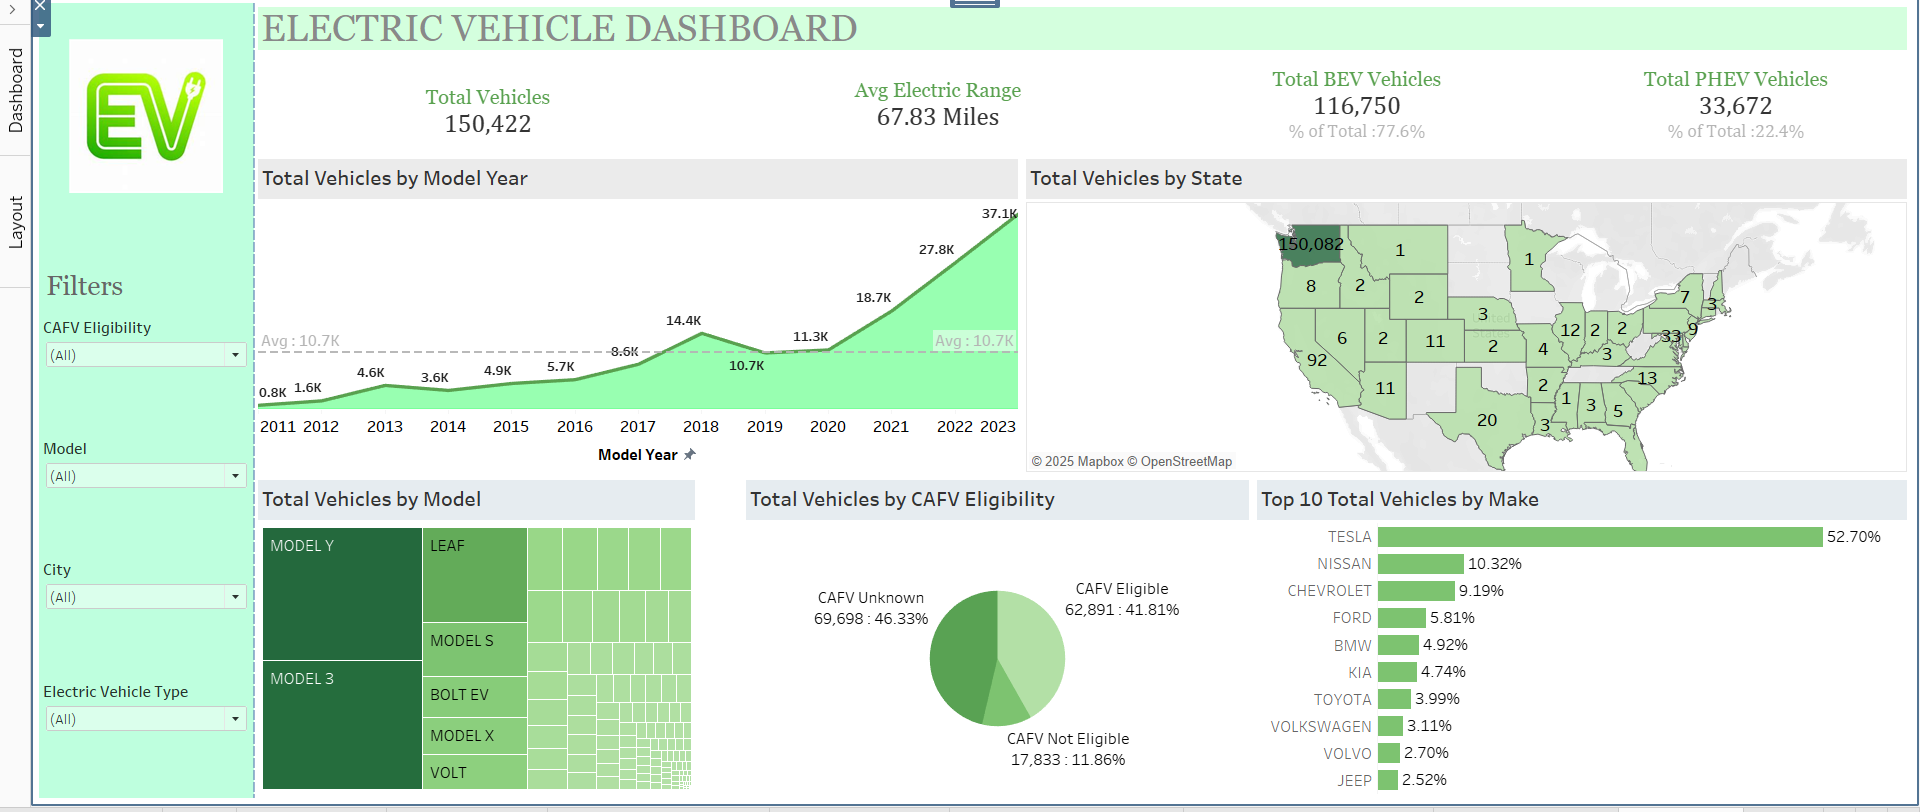 Dashboard
Layout
EV
ELECTRIC VEHICLE DASHBOARD
Total Vehicles
150,422
Avg Electric Range
67.83 Miles
Total BEV Vehicles
116,750
% of Total :77.6%
Total PHEV Vehicles
33,672
% of Total :22.4%
Filters
CAFV Eligibility
(All)
Model
(All)
City
(All)
Electric Vehicle Type
(All)
Total Vehicles by Model Year
37.1K
27.8K
18.7K
14.4K
11.3K
Avg : 10.7K
Avg : 10.7K
8.6K
10.7K
5.7K
4.9K
4.6K
3.6K
1.6K
0.8K
2011 2012 2013 2014 2015 2016 2017 2018 2019 2020 2021 2022 2023
Model Year
Total Vehicles by State
150,082
1
1
8
2
2
7
3
3
6
2
11
12
2
2
33
9
92
2
4
3
11
2
13
1
3
5
20
3
United
States
© 2025 Mapbox © OpenStreetMap
Total Vehicles by Model
MODEL Y
MODEL 3
LEAF
MODEL S
BOLT EV
MODEL X
VOLT
Total Vehicles by CAFV Eligibility
CAFV Unknown
69,698 : 46.33%
CAFV Eligible
62,891 : 41.81%
CAFV Not Eligible
17,833 : 11.86%
Top 10 Total Vehicles by Make
TESLA 52.70%
NISSAN 10.32%
CHEVROLET 9.19%
FORD 5.81%
BMW 4.92%
KIA 4.74%
TOYOTA 3.99%
VOLKSWAGEN 3.11%
VOLVO 2.70%
JEEP 2.52%